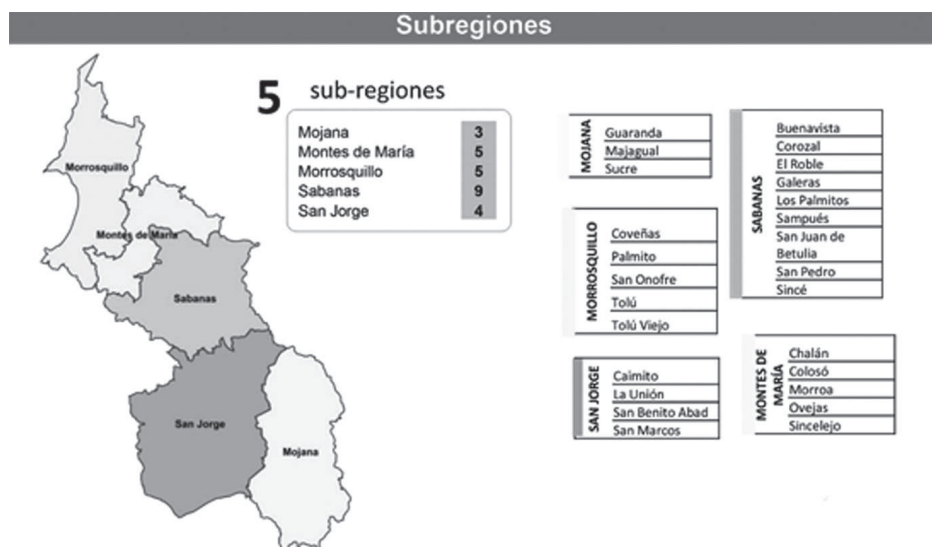 Subregiones
5 sub-regiones
Mojana 3
Montes de María 5
Morrosquillo 5
Sabanas 9
San Jorge 4
Morrosquillo
Montes de María
Sabanas
San Jorge
Mojana
MOJANA
Guaranda
Majagual
Sucre
MORROSQUILLO
Coveñas
Palmito
San Onofre
Tolú
Tolú Viejo
SAN JORGE
Caimito
La Unión
San Benito Abad
San Marcos
SABANAS
Buenavista
Corozal
El Roble
Galeras
Los Palmitos
Sampués
San Juan de
Betulia
San Pedro
Sincé
MONTES DE
MARÍA
Chalán
Colosó
Morroa
Ovejas
Sincelejo